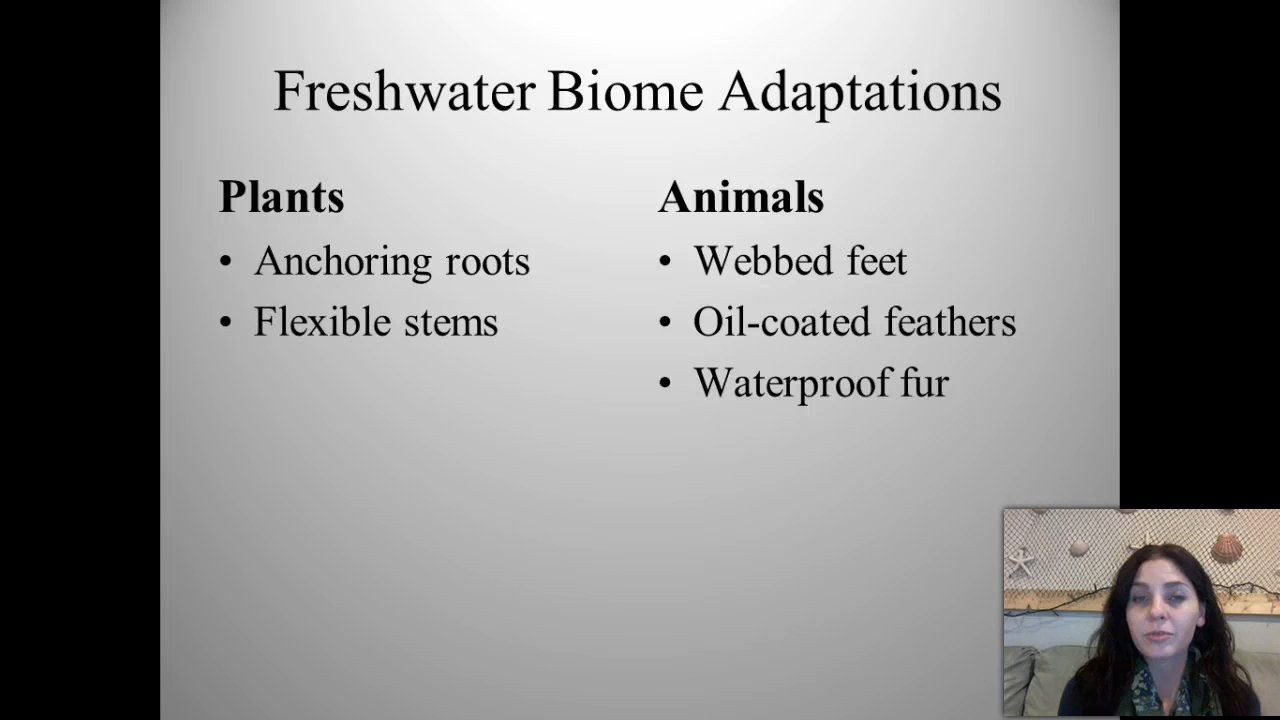 Freshwater Biome Adaptations
Plants
• Anchoring roots
• Flexible stems
Animals
• Webbed feet
• Oil-coated feathers
• Waterproof fur